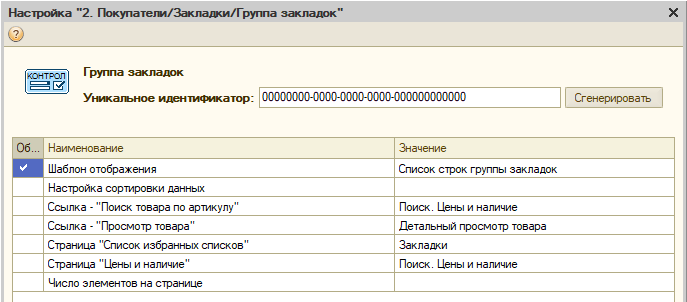 Настройка "2. Покупатели/Закладки/Группа закладок"
?
КОНТРОЛ
Группа закладок
Уникальное идентификатор: 00000000-0000-0000-0000-000000000000 Сгенерировать
Об... Наименование Значение
Шаблон отображения Список строк группы закладок
Настройка сортировки данных
Ссылка - "Поиск товара по артикулу" Поиск. Цены и наличие
Ссылка - "Просмотр товара" Детальный просмотр товара
Страница "Список избранных списков" Закладки
Страница "Цены и наличие" Поиск. Цены и наличие
Число элементов на странице